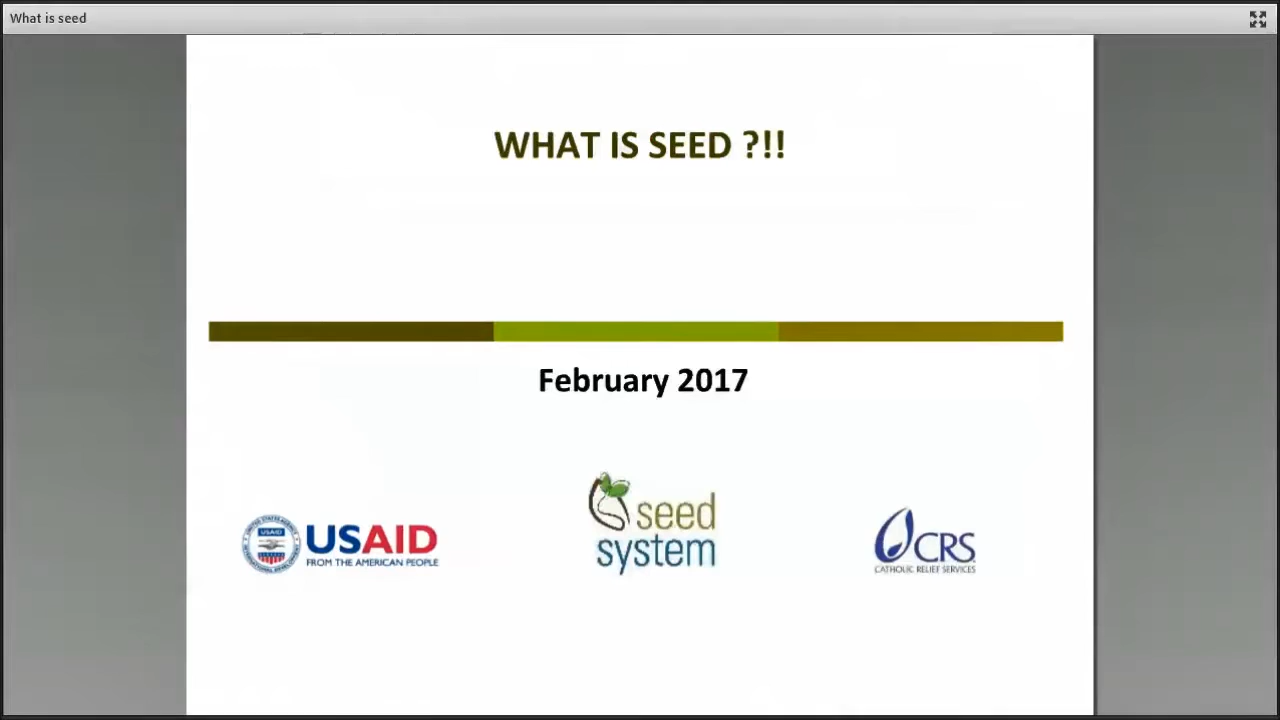 What is seed
WHAT IS SEED ?!!
February 2017
USAID
USAID
FROM THE AMERICAN PEOPLE
seed
system
CRS
CATHOLIC RELIEF SERVICES